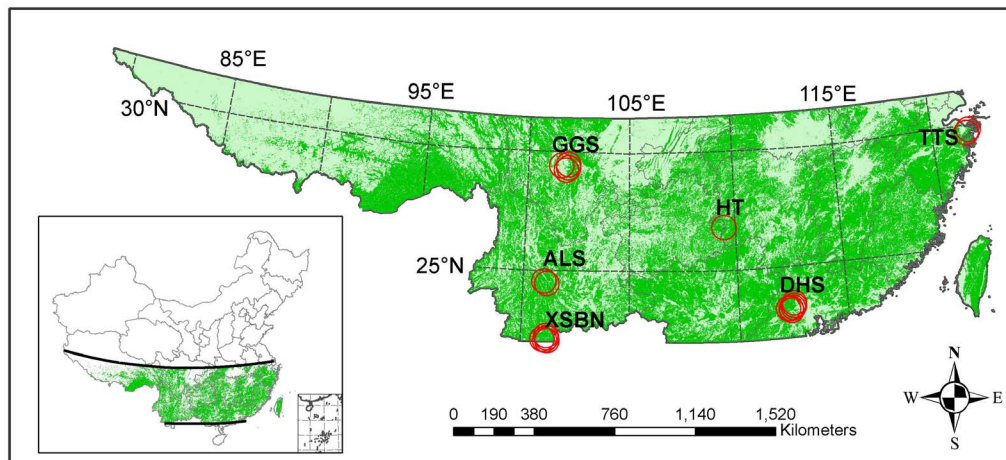 85°E
95°E
105°E
115°E
30°N
GGS
TTS
HT
ALS
25°N
DHS
XSBN
N
W E
S
0 190 380 760 1,140 1,520
Kilometers